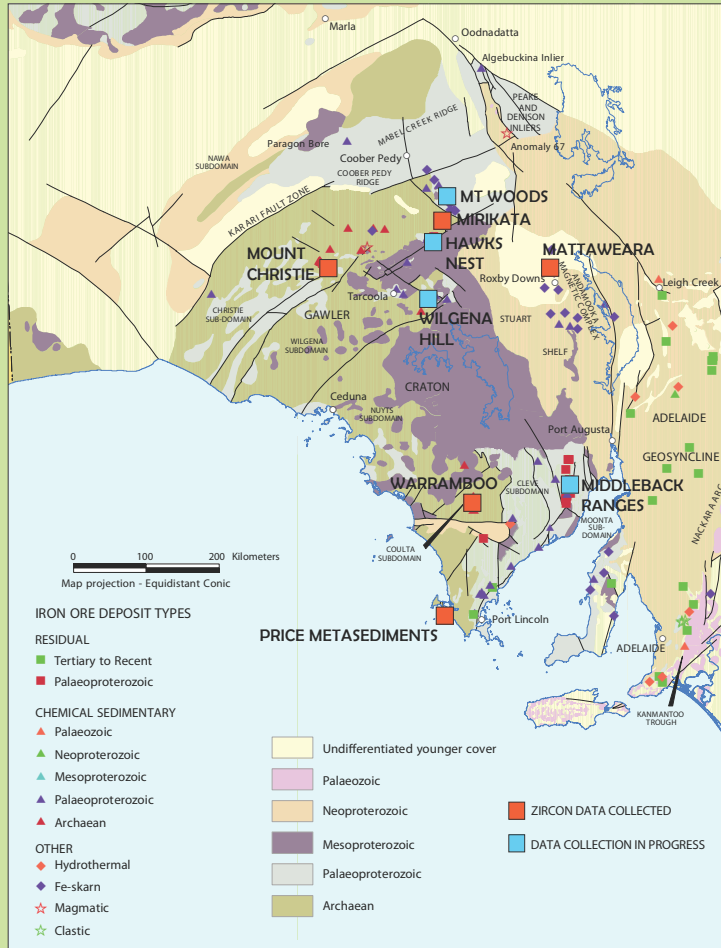 Marla
Oodnadatta
Algebuckina Inlier
PEAKE
AND
DENISON
INLIERS
MABEL CREEK RIDGE
Anomaly 67
Paragon Bore
Coober Pedy
COOBER PEDY
RIDGE
NAWA
SUBDOMAIN
KARARI FAULT ZONE
MT WOODS
MIRIKATA
HAWKS
NEST
MOUNT
CHRISTIE
MATTAWEARA
Roxby Downs
ANDAMOOKA
MAGNETIC COMPLEX
Leigh Creek
Tarcoola
CHRISTIE
SUB-DOMAIN
GAWLER
WILGENA
HILL
STUART
WILGENA
SUBDOMAIN
SHELF
CRATON
Ceduna
NUYTS
SUBDOMAIN
Port Augusta
ADELAIDE
GEOSYNCLINE
WARRAMBOO
CLEVE
SUBDOMAIN
MIDDLEBACK
RANGES
MOONTA
SUB-
DOMAIN
NACKARA ARC
COULTA
SUBDOMAIN
0 100 200 Kilometers
Map projection - Equidistant Conic
PRICE METASEDIMENTS
Port Lincoln
ADELAIDE
KANMANTOO
TROUGH
IRON ORE DEPOSIT TYPES
RESIDUAL
Tertiary to Recent
Palaeoproterozoic
CHEMICAL SEDIMENTARY
Palaeozoic
Neoproterozoic
Mesoproterozoic
Palaeoproterozoic
Archaean
OTHER
Hydrothermal
Fe-skarn
Magmatic
Clastic
Undifferentiated younger cover
Palaeozoic
Neoproterozoic
Mesoproterozoic
Palaeoproterozoic
Archaean
ZIRCON DATA COLLECTED
DATA COLLECTION IN PROGRESS